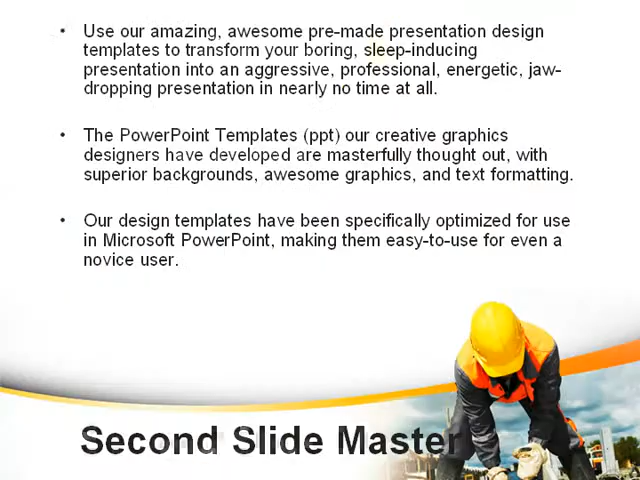 • Use our amazing, awesome pre-made presentation design
templates to transform your boring, sleep-inducing
presentation into an aggressive, professional, energetic, jaw-
dropping presentation in nearly no time at all.
• The PowerPoint Templates (ppt) our creative graphics
designers have developed are masterfully thought out, with
superior backgrounds, awesome graphics, and text formatting.
• Our design templates have been specifically optimized for use
in Microsoft PowerPoint, making them easy-to-use for even a
novice user.
Second Slide Master